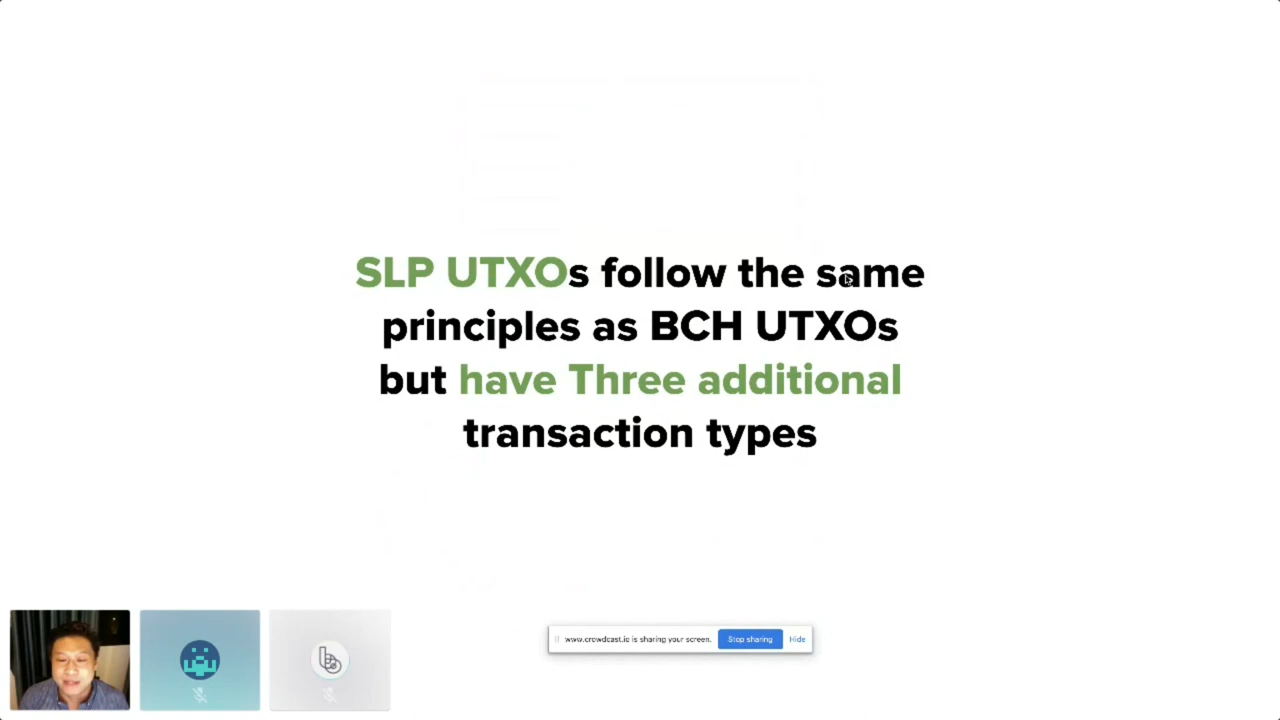 SLP UTXOs follow the same
principles as BCH UTXOs
but have Three additional
transaction types
www.crowdcast.io is sharing your screen. Stop sharing Hide